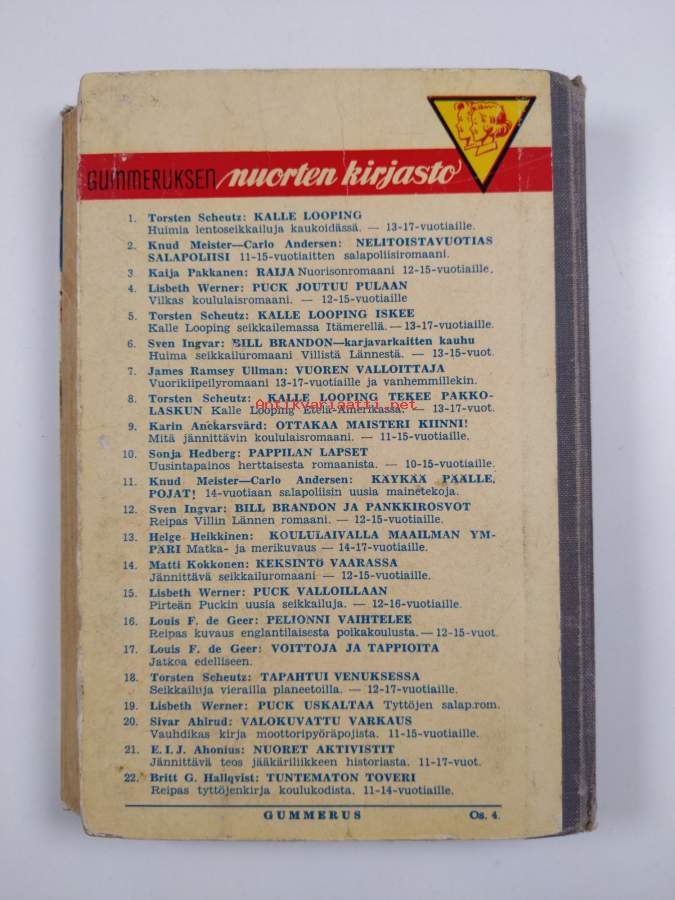 GUMMERUKSEN nuorten kirjasto
1. Torsten Scheutz: KALLE LOOPING
Huimia lentoseikkailuja kaukoidässä. — 13-17-vuotiaille.
2. Knud Meister—Carlo Andersen: NELITOISTAVUOTIAS
SALAPOLIISI 11-15-vuotiaitten salapoliisiromaani.
3. Kaija Pakkanen: RAIJA Nuorisonromaani 12-15-vuotiaille.
4. Lisbeth Werner: PUCK JOUTUU PULAAN
Vilkas koululaisromaani. — 12-15-vuotiaille
5. Torsten Scheutz: KALLE LOOPING ISKEE
Kalle Looping seikkailemassa Itämerellä. — 13-17-vuotiaille.
6. Sven Ingvar: BILL BRANDON—karjavarkaitten kauhu
Huima seikkailuromaani Villistä Lännestä. — 13-15-vuot.
7. James Ramsey Ullman: VUOREN VALLOITTAJA
Vuorikiipeilyromaani 13-17-vuotiaille ja vanhemmillekin.
8. Torsten Scheutz: KALLE LOOPING TEKEE PAKKO-
LASKUN Kalle Looping Etelä-Amerikassa. — 13-17-vuot.
Antikvariaatti.net
9. Karin Anckarsvärd: OTTAKAA MAISTERI KIINNI!
Mitä jännittävin koululaisromaani. — 11-15-vuotiaille.
10. Sonja Hedberg: PAPPILAN LAPSET
Uusintapainos herttaisesta romaanista. — 10-15-vuotiaille.
11. Knud Meister—Carlo Andersen: KÄYKÄÄ PÄÄLLE,
POJAT! 14-vuotiaan salapoliisin uusia mainetekoja.
12. Sven Ingvar: BILL BRANDON JA PANKKIROSVOT
Reipas Villin Lännen romaani. — 12-15-vuotiaille.
13. Helge Heikkinen: KOULULAIVALLA MAAILMAN YM-
PÄRI Matka- ja merikuvaus — 14-17-vuotiaille.
14. Matti Kokkonen: KEKSINTÖ VAARASSA
Jännittävä seikkailuromaani — 12-15-vuotiaille.
15. Lisbeth Werner: PUCK VALLOILLAAN
Pirteän Puckin uusia seikkailuja. — 12-16-vuotiaille.
16. Louis F. de Geer: PELIONNI VAIHTELEE
Reipas kuvaus englantilaisesta poikakoulusta. — 12-15-vuot.
17. Louis F. de Geer: VOITTOJA JA TAPPIOITA
Jatkoa edelliseen.
18. Torsten Scheutz: TAPAHTUI VENUKSESSA
Seikkailuja vierailla planeetoilla. — 12-17-vuotiaille.
19. Lisbeth Werner: PUCK USKALTAA Tyttöjen salap.rom.
20. Sivar Ahlrud: VALOKUVATTU VARKAUS
Vauhdikas kirja moottoripyöräpojista. 11-15-vuotiaille.
21. E. I. J. Ahonius: NUORET AKTIVISTIT
Jännittävä teos jääkäriliikkeen historiasta. 11-17-vuot.
22. Britt G. Hallqvist: TUNTEMATON TOVERI
Reipas tyttöjenkirja koulukodista. 11-14-vuotiaille.
GUMMERUS Os. 4.